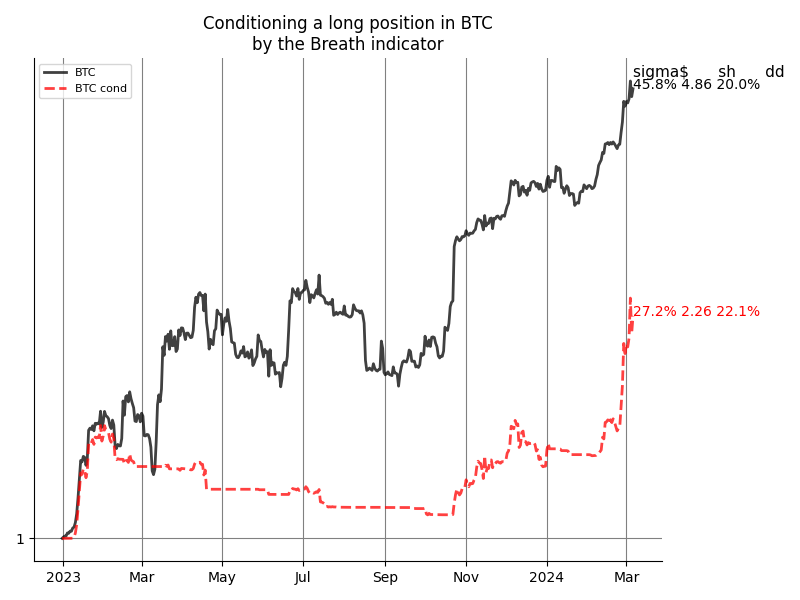 Conditioning a long position in BTC
by the Breath indicator
BTC
BTC cond
sigma$ sh dd
45.8% 4.86 20.0%
27.2% 2.26 22.1%
1
2023 Mar May Jul Sep Nov 2024 Mar